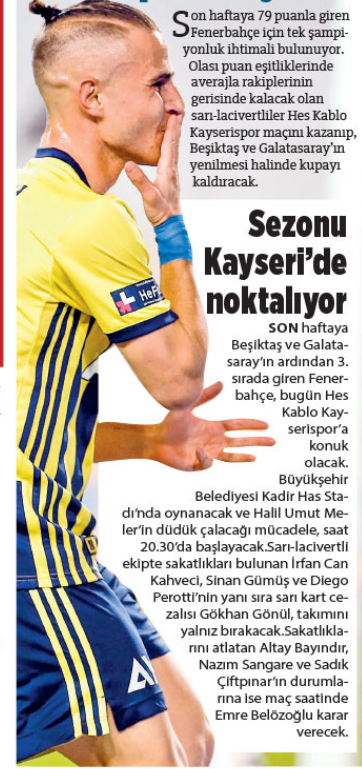 Son haftaya 79 puanla giren
Fenerbahçe için tek şampi-
yonluk ihtimali bulunuyor.
Olası puan eşitliklerinde
averajla rakiplerinin
gerisinde kalacak olan
sarı-lacivertliler Hes Kablo
Kayserispor maçını kazanıp,
Beşiktaş ve Galatasaray'ın
yenilmesi halinde kupayı
kaldıracak.
Sezonu
Kayseri'de
noktalıyor
SON haftaya
Beşiktaş ve Galata-
saray'ın ardından 3.
sırada giren Fener-
bahçe, bugün Hes
Kablo Kay-
serispor'a
konuk
olacak.
Büyükşehir
Belediyesi Kadir Has Sta-
dı'nda oynanacak ve Halil Umut Me-
ler'in düdük çalacağı mücadele, saat
20.30'da başlayacak.Sarı-lacivertli
ekipte sakatlıkları bulunan İrfan Can
Kahveci, Sinan Gümüş ve Diego
Perotti'nin yanı sıra sarı kart ce-
zalısı Gökhan Gönül, takımını
yalnız bırakacak.Sakatlıkla-
rını atlatan Altay Bayındır,
Nazım Sangare ve Sadık
Çiftpınar'ın durumla-
rına ise maç saatinde
Emre Belözoğlu karar
verecek.